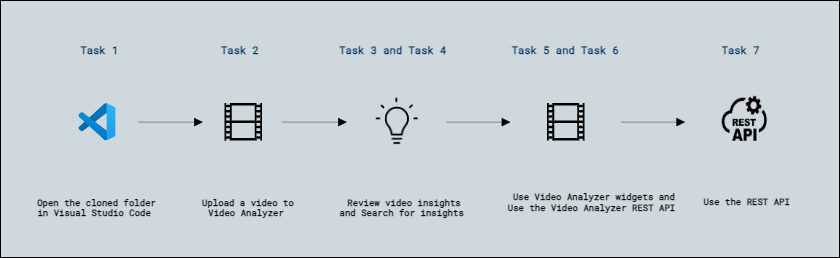 Task 1
Task 2
Task 3 and Task 4
Task 5 and Task 6
Task 7
REST
API
Open the cloned folder
in Visual Studio Code
Upload a video to
Video Analyzer
Review video insights
and Search for insights
Use Video Analyzer widgets and
Use the Video Analyzer REST API
Use the REST API